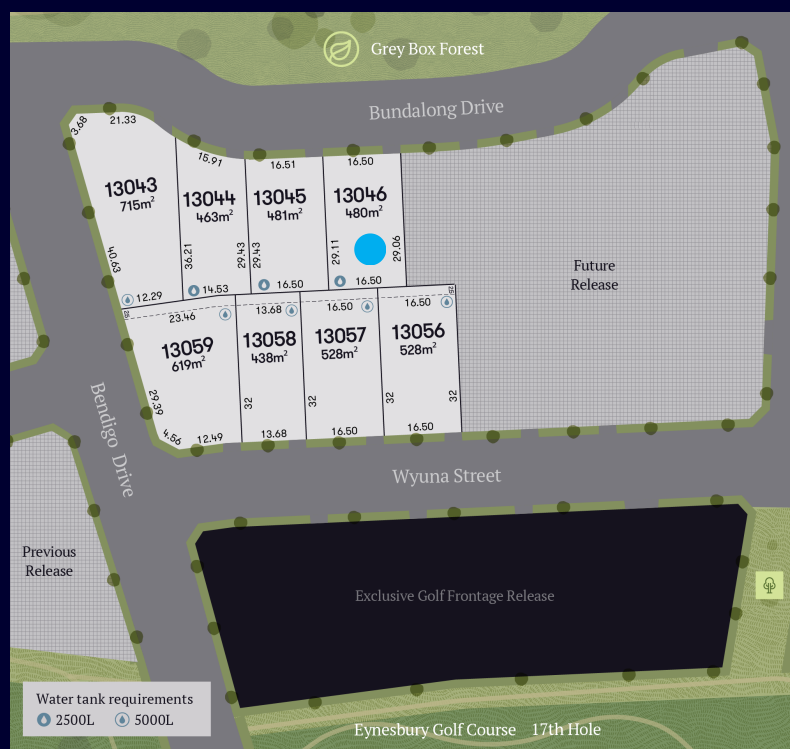 Grey Box Forest
Bundalong Drive
3.68
21.33
15.91
16.51
16.50
13043
715m²
13044
463m²
13045
481m²
13046
480m²
40.63
36.21
29.43
29.43
29.11
29.06
12.29
14.53
16.50
16.50
Future
Release
23.46
13.68
16.50
16.50
13059
619m²
13058
438m²
13057
528m²
13056
528m²
29.39
32
32
32
32
4.56
12.49
13.68
16.50
16.50
Bendigo Drive
Wyuna Street
Previous
Release
Exclusive Golf Frontage Release
Water tank requirements
2500L
5000L
Eynesbury Golf Course 17th Hole